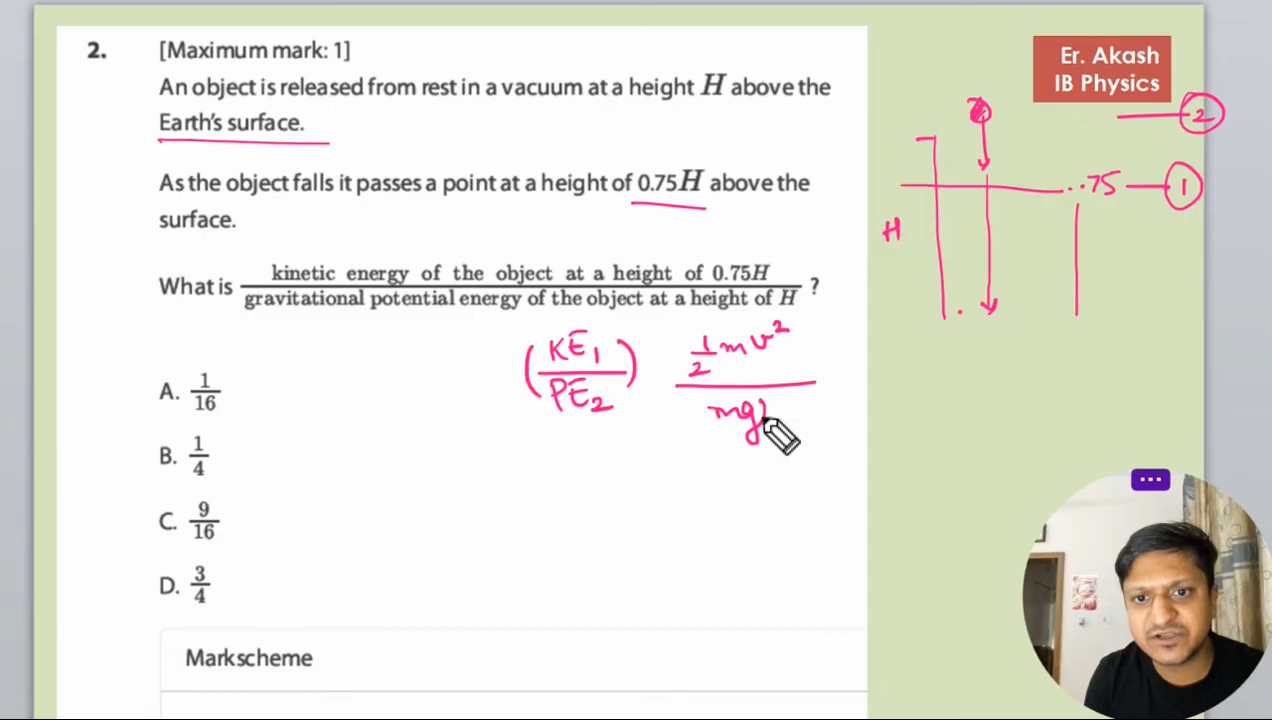 2. [Maximum mark: 1]
An object is released from rest in a vacuum at a height H above the
Earth's surface.
As the object falls it passes a point at a height of 0.75H above the
surface.
What is kinetic energy of the object at a height of 0.75H / gravitational potential energy of the object at a height of H ?
A. 1/16
B. 1/4
C. 9/16
D. 3/4
Markscheme
(KE₁/PE₂)
½mv²
mg
Er. Akash
IB Physics
2
.75
1
H